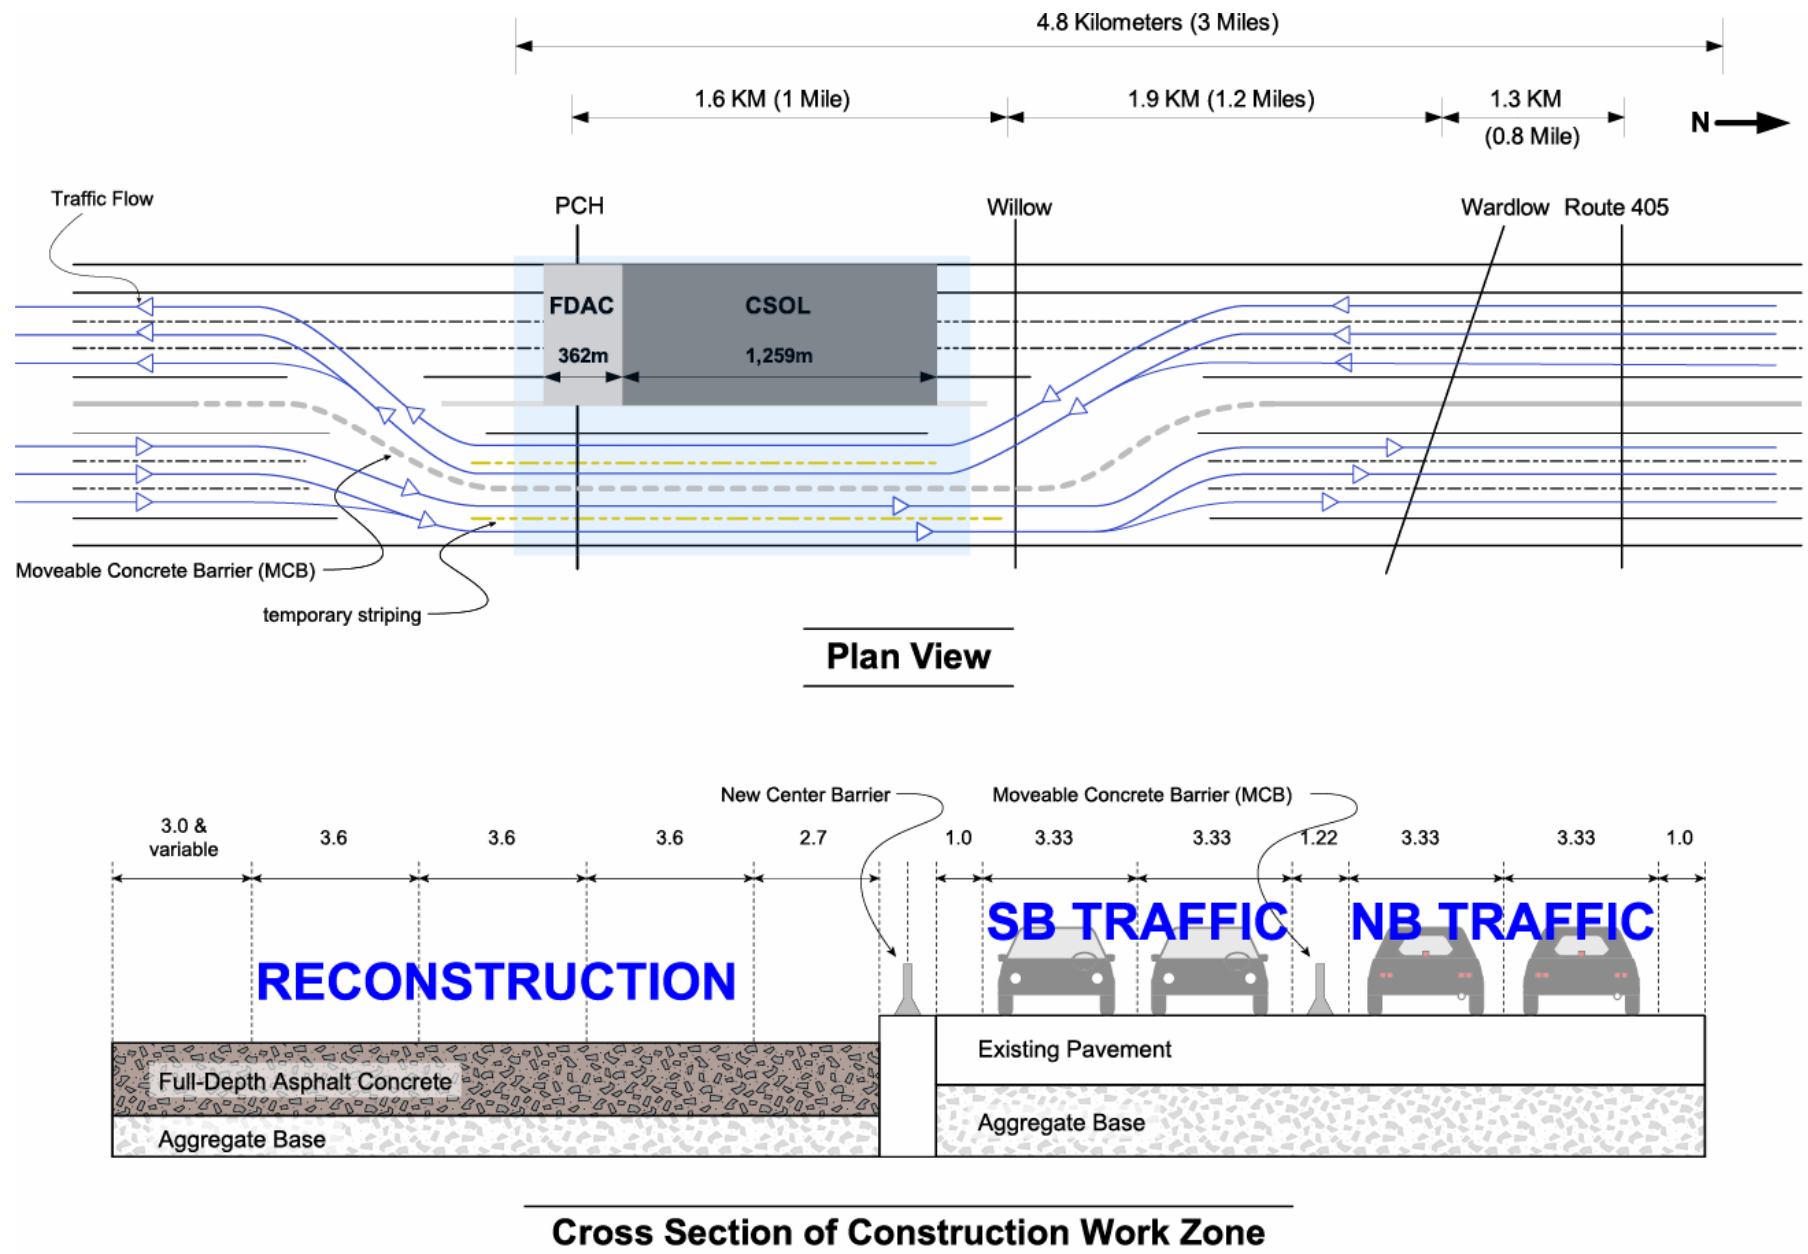 4.8 Kilometers (3 Miles)
1.6 KM (1 Mile)
1.9 KM (1.2 Miles)
1.3 KM
(0.8 Mile)
N
Traffic Flow
PCH
Willow
Wardlow
Route 405
FDAC
CSOL
362m
1,259m
Moveable Concrete Barrier (MCB)
temporary striping
Plan View
New Center Barrier
Moveable Concrete Barrier (MCB)
3.0 &
variable
3.6
3.6
3.6
2.7
1.0
3.33
3.33
1.22
3.33
3.33
1.0
SB TRAFFIC
NB TRAFFIC
RECONSTRUCTION
Existing Pavement
Full-Depth Asphalt Concrete
Aggregate Base
Aggregate Base
Cross Section of Construction Work Zone